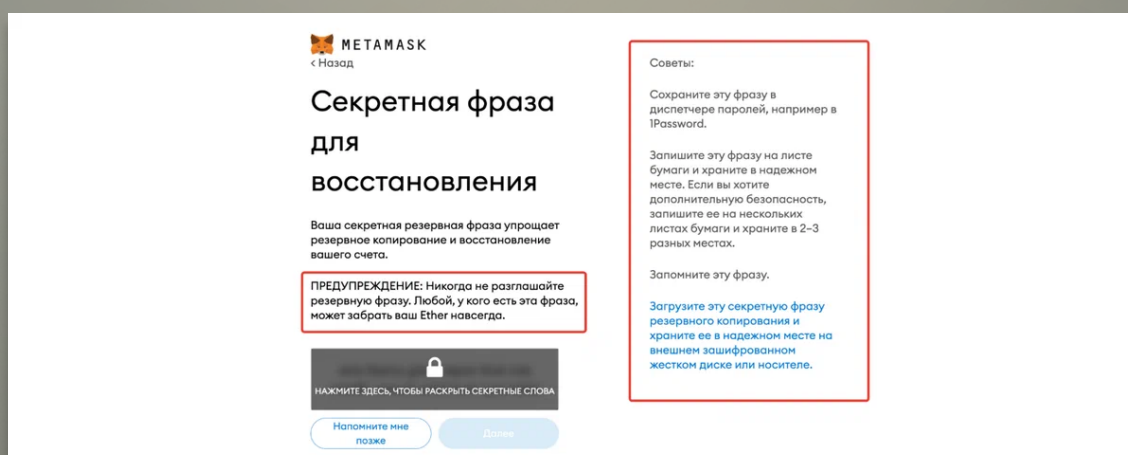 METAMASK
< Назад
Секретная фраза
для
восстановления
Ваша секретная резервная фраза упрощает
резервное копирование и восстановление
вашего счета.
ПРЕДУПРЕЖДЕНИЕ: Никогда не разглашайте
резервную фразу. Любой, у кого есть эта фраза,
может забрать ваш Ether навсегда.
НАЖМИТЕ ЗДЕСЬ, ЧТОБЫ РАСКРЫТЬ СЕКРЕТНЫЕ СЛОВА
Напомните мне
позже
Далее
Советы:
Сохраните эту фразу в
диспетчере паролей, например в
1Password.
Запишите эту фразу на листе
бумаги и храните в надежном
месте. Если вы хотите
дополнительную безопасность,
запишите ее на нескольких
листах бумаги и храните в 2–3
разных местах.
Запомните эту фразу.
Загрузите эту секретную фразу
резервного копирования и
храните ее в надежном месте на
внешнем зашифрованном
жестком диске или носителе.